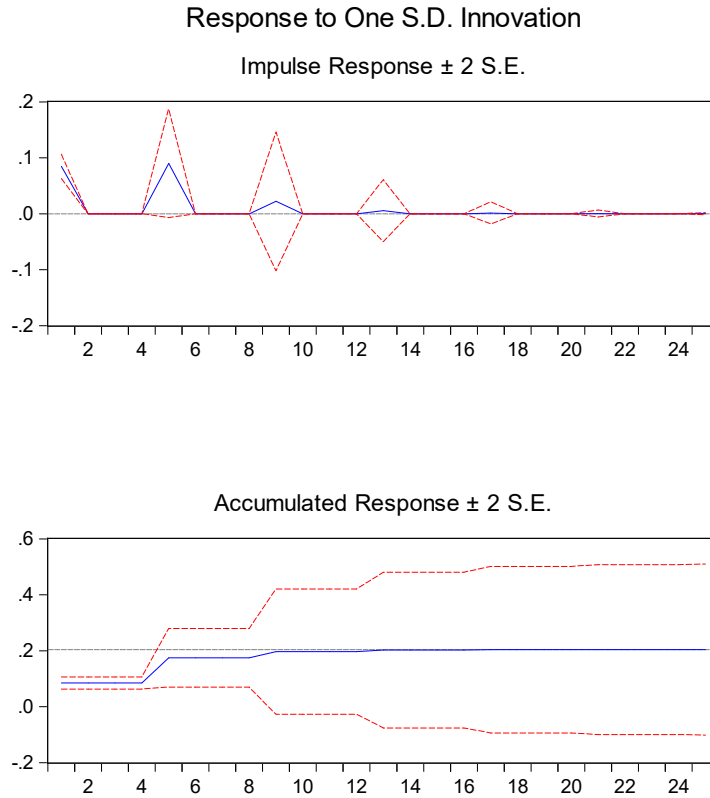 Response to One S.D. Innovation
Impulse Response ± 2 S.E.
.2
.1
.0
-.1
-.2
2 4 6 8 10 12 14 16 18 20 22 24
Accumulated Response ± 2 S.E.
.6
.4
.2
.0
-.2
2 4 6 8 10 12 14 16 18 20 22 24